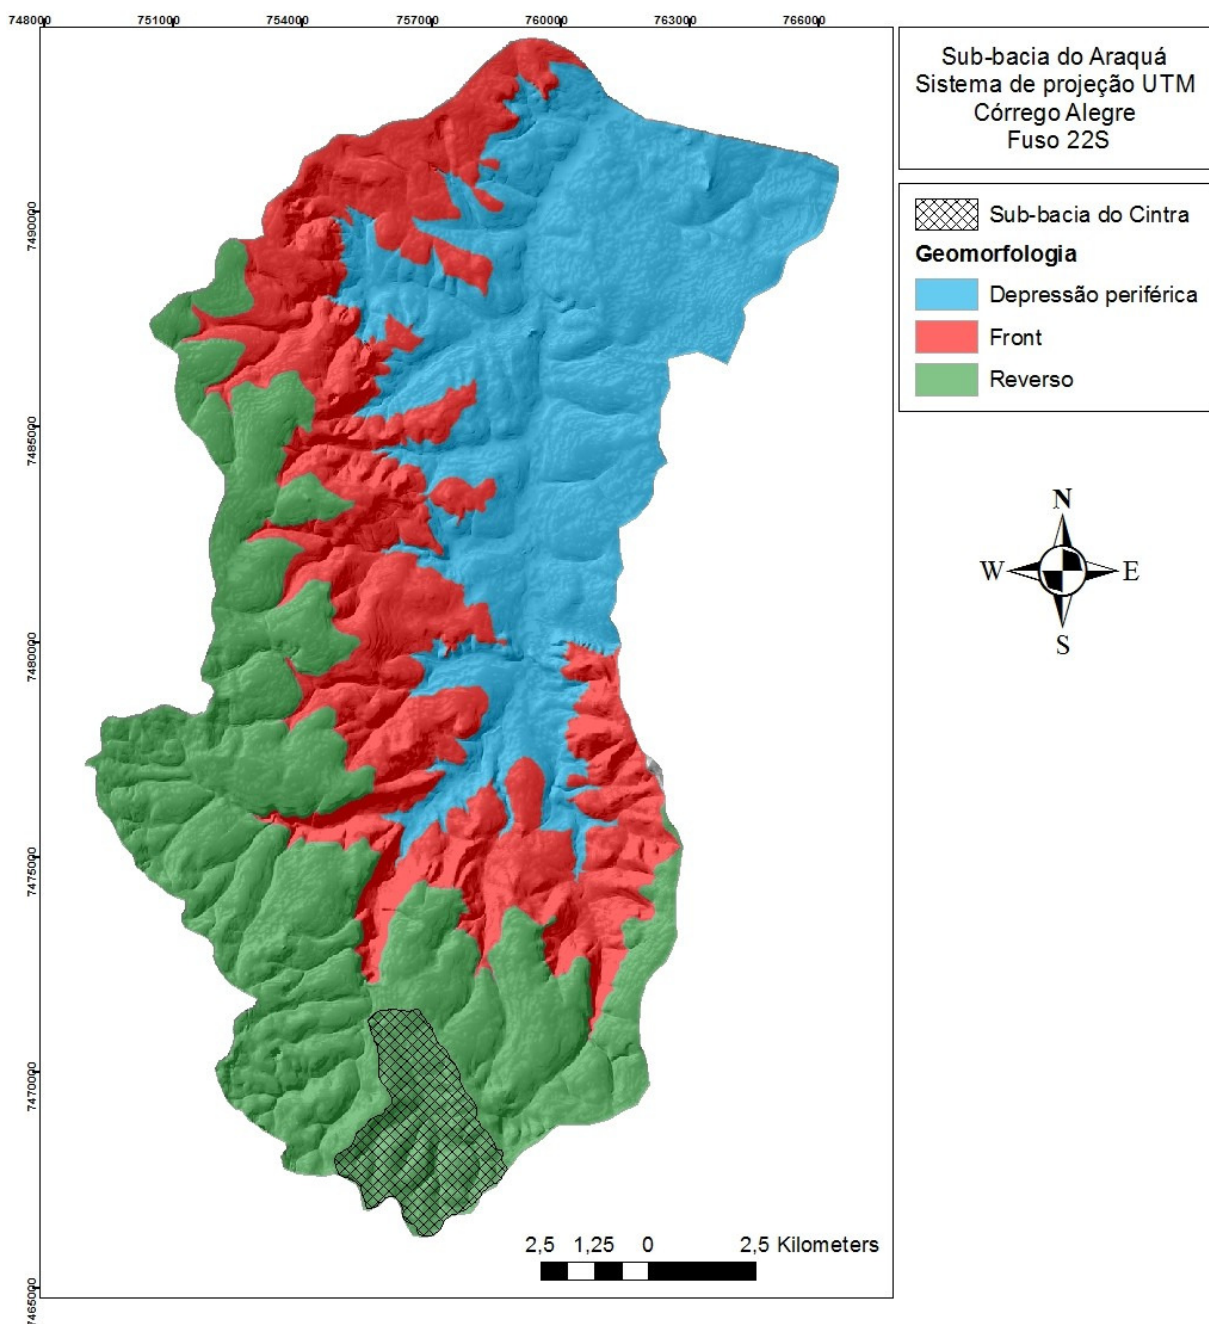 748000 751000 754000 757000 760000 763000 766000
Sub-bacia do Araquá
Sistema de projeção UTM
Córrego Alegre
Fuso 22S
Sub-bacia do Cintra
Geomorfologia
Depressão periférica
Front
Reverso
7490000
7485000
7480000
7475000
7470000
7465000
N
W E
S
2,5 1,25 0 2,5 Kilometers